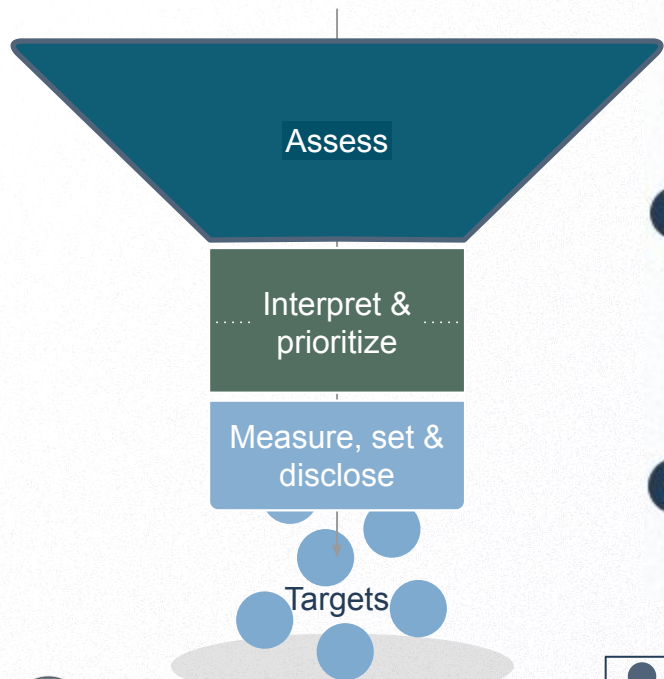 Assess
Interpret &
prioritize
Measure, set &
disclose
Targets